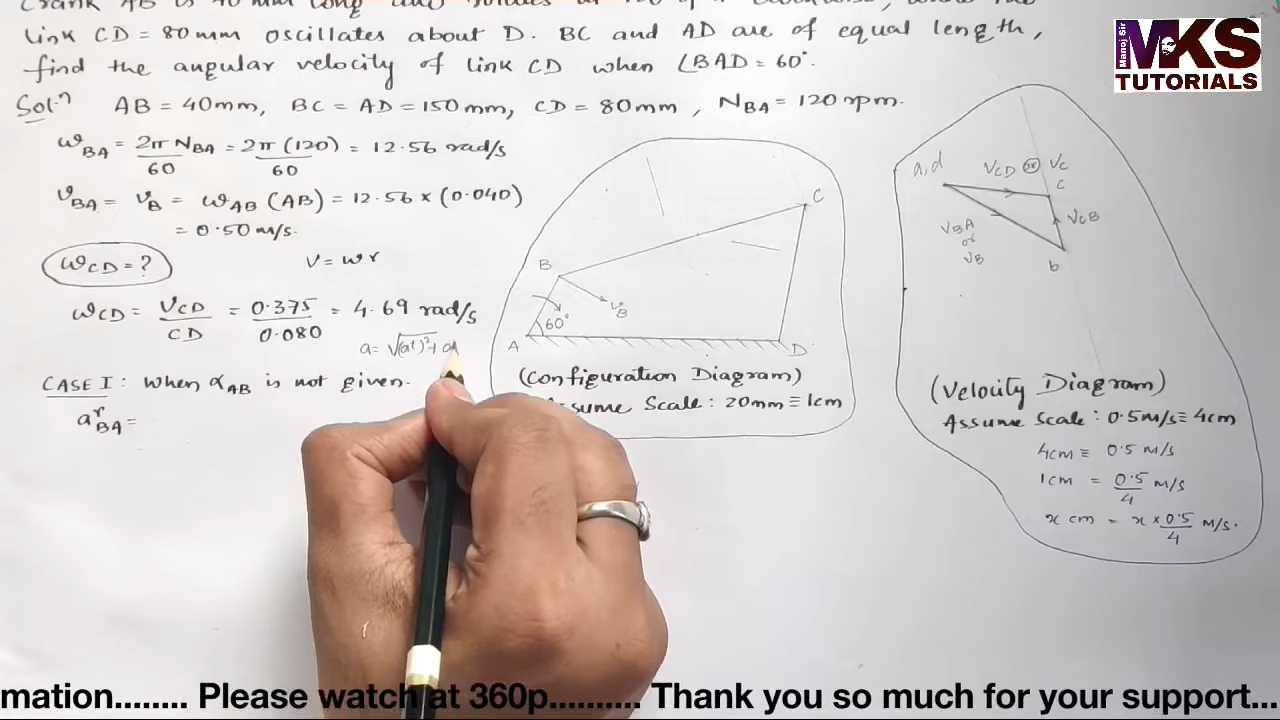 link CD = 80mm oscillates about D. BC and AD are of equal length,
find the angular velocity of link CD when ∠BAD = 60°.
Solⁿ AB = 40mm, BC = AD = 150mm, CD = 80mm, N_BA = 120 rpm.
ω_BA = 2π N_BA / 60 = 2π (120) / 60 = 12.56 rad/s
v_BA = v_B = ω_AB (AB) = 12.56 × (0.040)
= 0.50 m/s.
ω_CD = ?
v = ω r
ω_CD = V_CD / CD = 0.375 / 0.080 = 4.69 rad/s
a = √(aᵗ)² +
CASE I : When α_AB is not given.
aʳ_BA =
A
B
C
D
60°
v_B
(Configuration Diagram)
Assume Scale : 20mm ≡ 1cm
a, d
V_CD or V_C
c
V_CB
V_BA
or
V_B
b
(Velocity Diagram)
Assume Scale : 0.5 m/s ≡ 4cm
4cm ≡ 0.5 m/s
1cm = 0.5 / 4 m/s
x cm = x × 0.5 / 4 m/s.
Manoj Sir
MKS
TUTORIALS
mation........ Please watch at 360p.......... Thank you so much for your support...